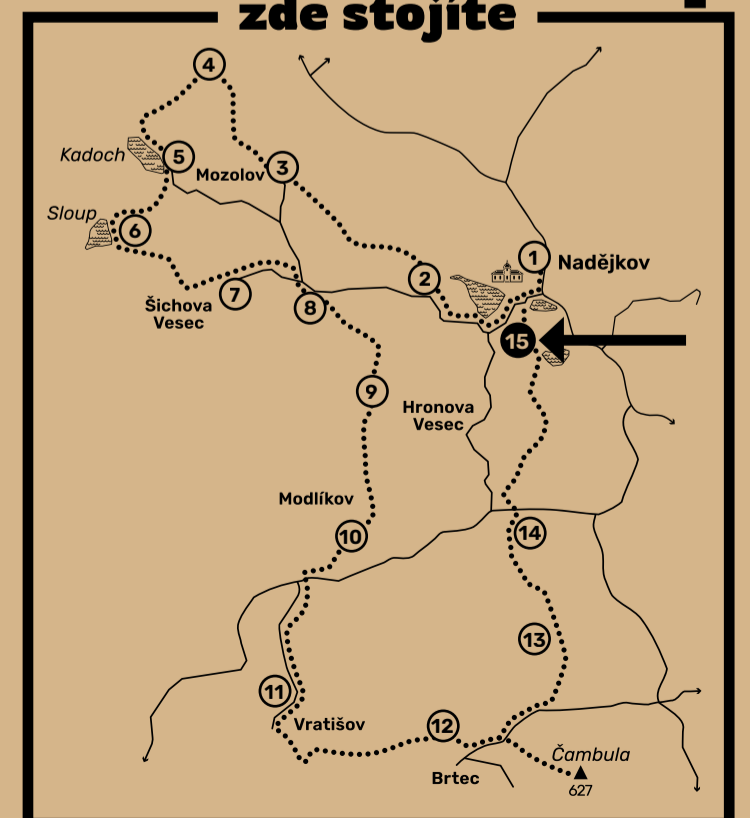 zde stojíte
4
Kadoch
5
Mozolov
3
Sloup
6
1
Nadějkov
2
7
8
Šichova
Vesec
15
9
Hronova
Vesec
Modlíkov
10
14
13
11
Vratišov
12
Čambula
627
Brtec